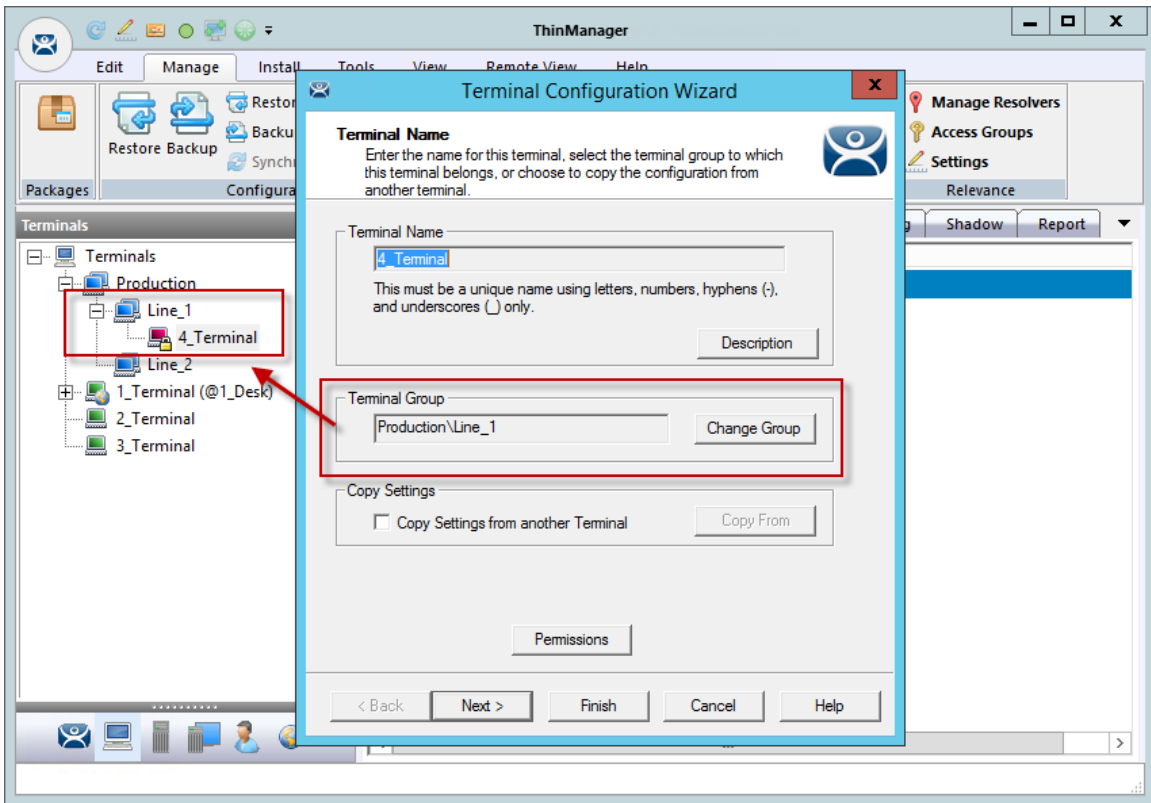 ThinManager
Edit Manage Install Tools View Remote View Help
Restore Backup
Packages
Terminal Configuration Wizard
Terminal Name
Enter the name for this terminal, select the terminal group to which
this terminal belongs, or choose to copy the configuration from
another terminal.
Manage Resolvers
Access Groups
Settings
Relevance
Terminals
Shadow Report
Terminals
Production
Line_1
4_Terminal
Line_2
1_Terminal (@1_Desk)
2_Terminal
3_Terminal
Terminal Name
4_Terminal
This must be a unique name using letters, numbers, hyphens (-),
and underscores (_) only.
Description
Terminal Group
Production\Line_1
Change Group
Copy Settings
Copy Settings from another Terminal
Copy From
Permissions
< Back
Next >
Finish
Cancel
Help